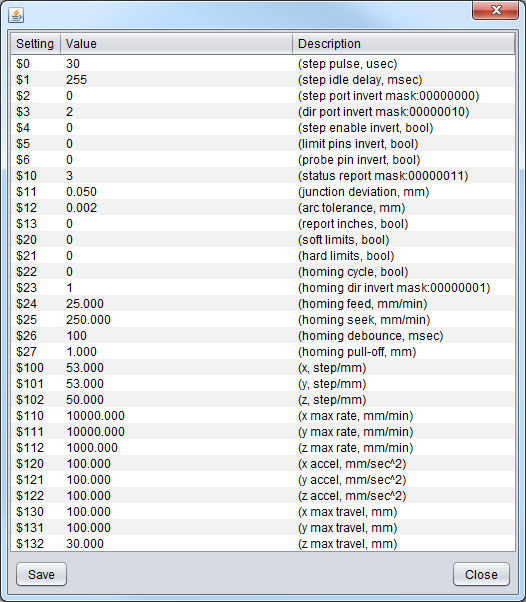 Setting Value Description
$0 30 (step pulse, usec)
$1 255 (step idle delay, msec)
$2 0 (step port invert mask:00000000)
$3 2 (dir port invert mask:00000010)
$4 0 (step enable invert, bool)
$5 0 (limit pins invert, bool)
$6 0 (probe pin invert, bool)
$10 3 (status report mask:00000011)
$11 0.050 (junction deviation, mm)
$12 0.002 (arc tolerance, mm)
$13 0 (report inches, bool)
$20 0 (soft limits, bool)
$21 0 (hard limits, bool)
$22 0 (homing cycle, bool)
$23 1 (homing dir invert mask:00000001)
$24 25.000 (homing feed, mm/min)
$25 250.000 (homing seek, mm/min)
$26 100 (homing debounce, msec)
$27 1.000 (homing pull-off, mm)
$100 53.000 (x, step/mm)
$101 53.000 (y, step/mm)
$102 50.000 (z, step/mm)
$110 10000.000 (x max rate, mm/min)
$111 10000.000 (y max rate, mm/min)
$112 1000.000 (z max rate, mm/min)
$120 100.000 (x accel, mm/sec^2)
$121 100.000 (y accel, mm/sec^2)
$122 100.000 (z accel, mm/sec^2)
$130 100.000 (x max travel, mm)
$131 100.000 (y max travel, mm)
$132 30.000 (z max travel, mm)
Save Close